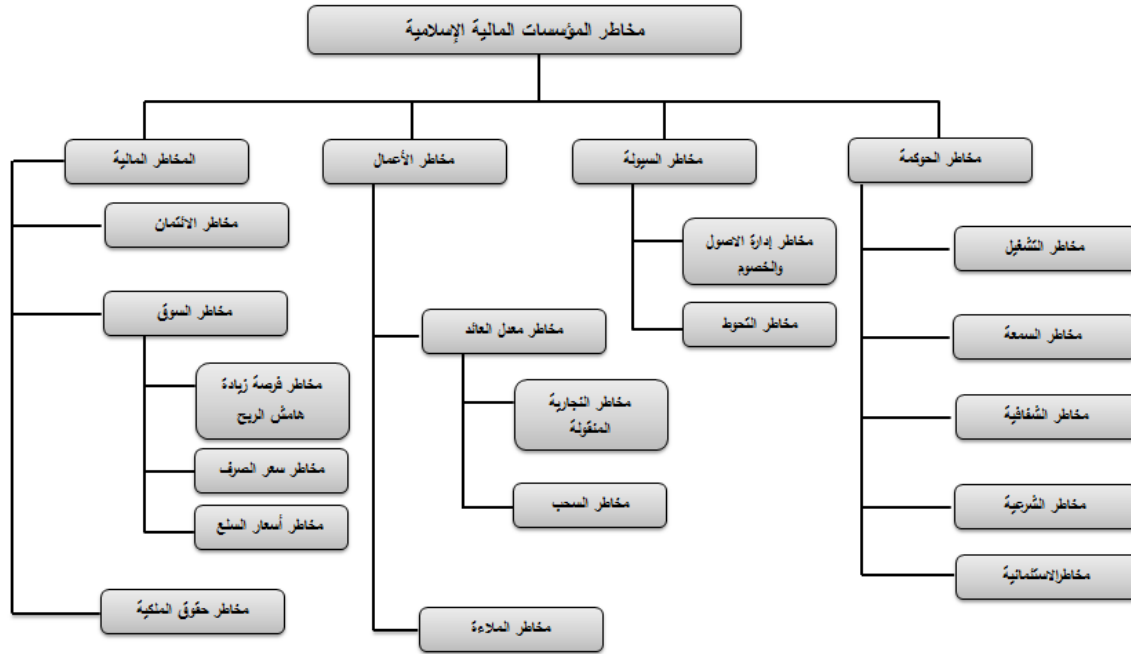 مخاطر المؤسسات المالية الإسلامية
مخاطر الحوكمة
مخاطر السيولة
مخاطر الأعمال
المخاطر المالية
مخاطر التشغيل
مخاطر السمعة
مخاطر الشفافية
مخاطر الشرعية
مخاطرالاستئمانية
مخاطر إدارة الاصول
والخصوم
مخاطر التحوط
مخاطر معدل العائد
مخاطر التجارية
المنقولة
مخاطر السحب
مخاطر الملاءة
مخاطر الائتمان
مخاطر السوق
مخاطر فرصة زيادة
هامش الربح
مخاطر سعر الصرف
مخاطر أسعار السلع
مخاطر حقوق الملكية